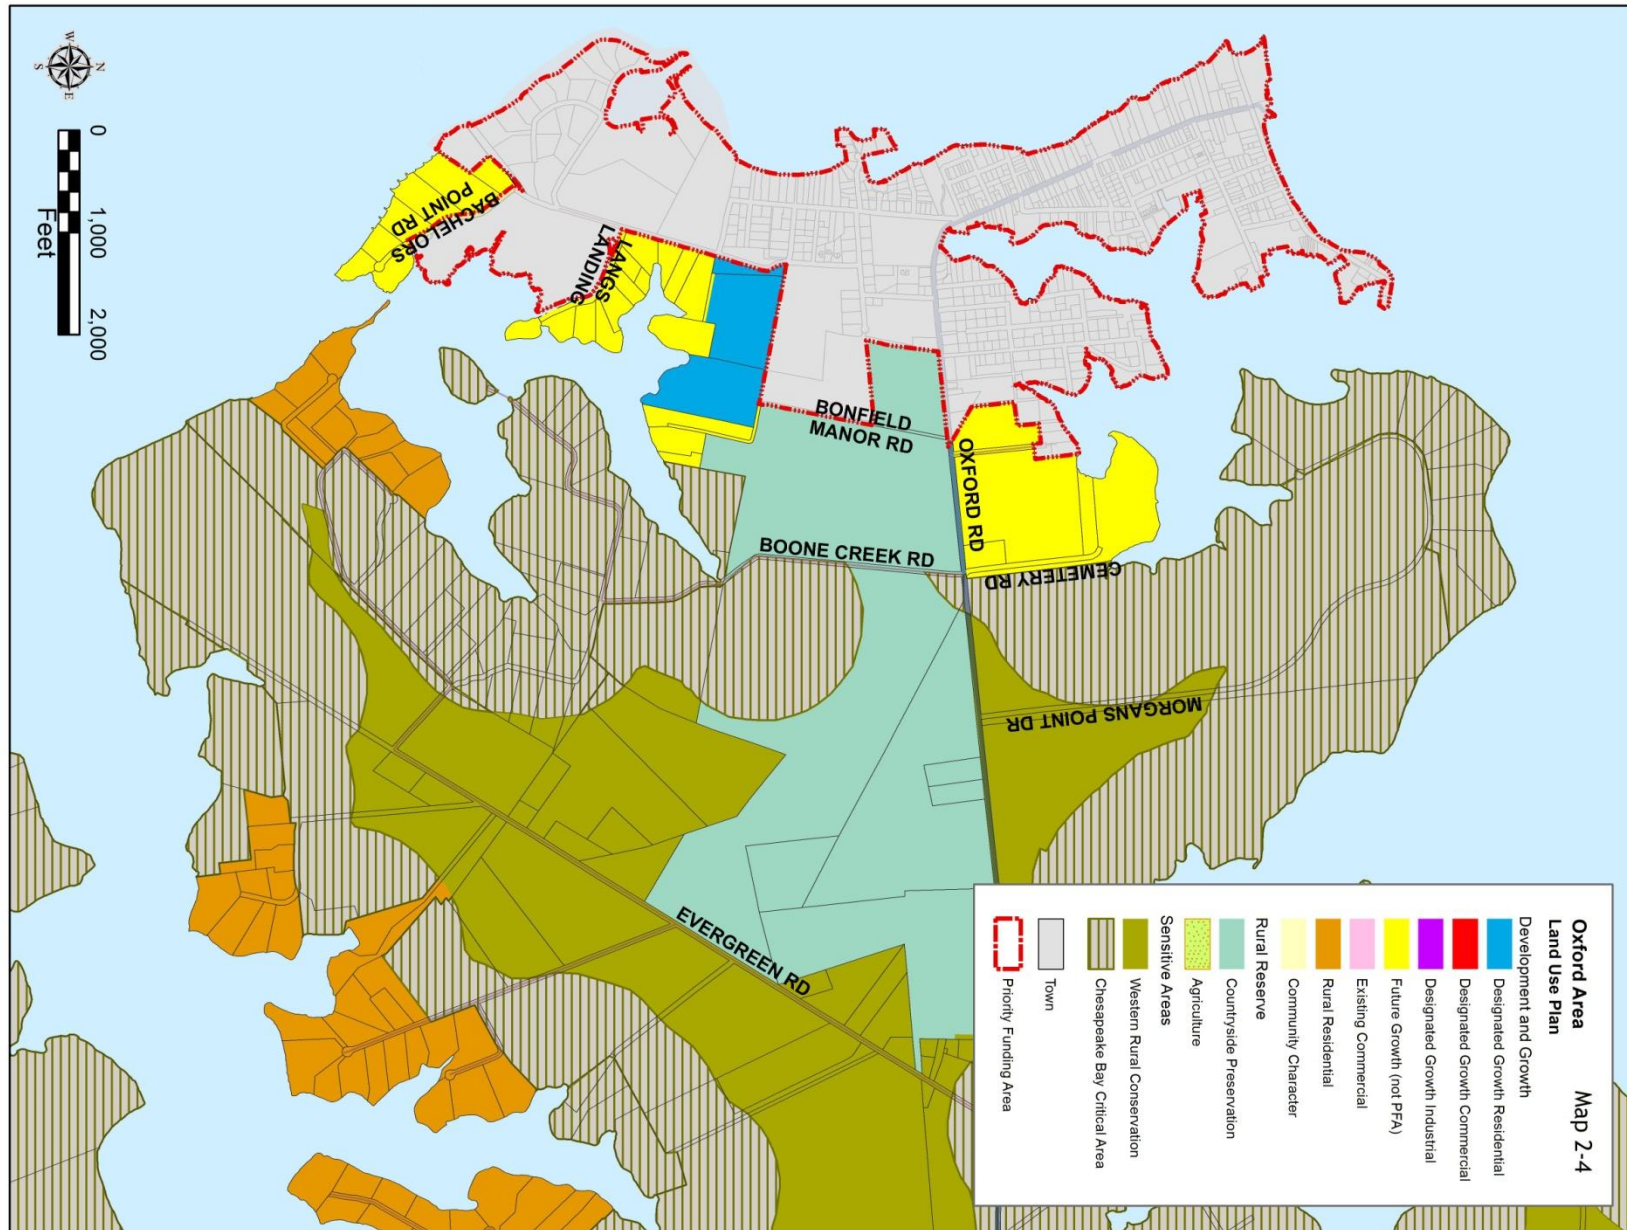 Oxford Area
Land Use Plan
Map 2-4
Development and Growth
Designated Growth Residential
Designated Growth Commercial
Designated Growth Industrial
Future Growth (not PFA)
Existing Commercial
Rural Residential
Community Character
Rural Reserve
Countryside Preservation
Agriculture
Sensitive Areas
Western Rural Conservation
Chesapeake Bay Critical Area
Town
Priority Funding Area
N
W
E
S
0
1,000
2,000
Feet
BACHELORS
POINT RD
LANGS
LANDING
BONFIELD
MANOR RD
OXFORD RD
BOONE CREEK RD
CEMETERY RD
MORGANS POINT DR
EVERGREEN RD